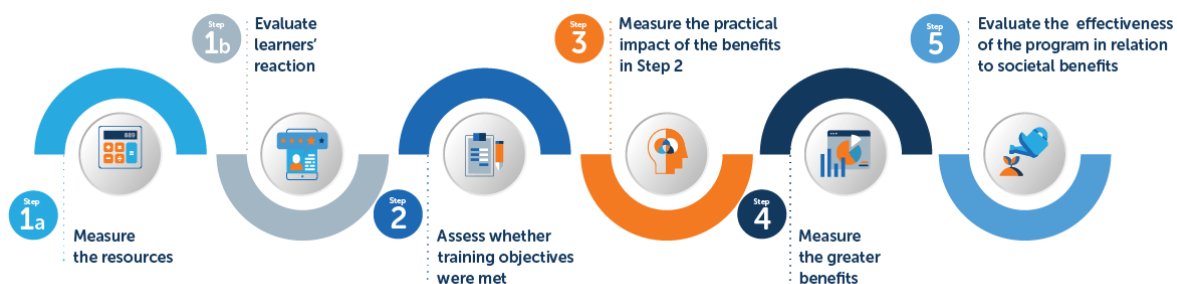 Step
1a
Measure
the resources
Step
1b
Evaluate
learners'
reaction
Step
2
Assess whether
training objectives
were met
Step
3
Measure the practical
impact of the benefits
in Step 2
Step
4
Measure
the greater
benefits
Step
5
Evaluate the effectiveness
of the program in relation
to societal benefits